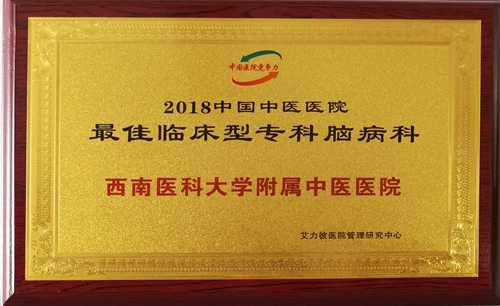 中国医院竞争力
2018中国中医医院
最佳临床型专科脑病科
西南医科大学附属中医医院
艾力彼医院管理研究中心